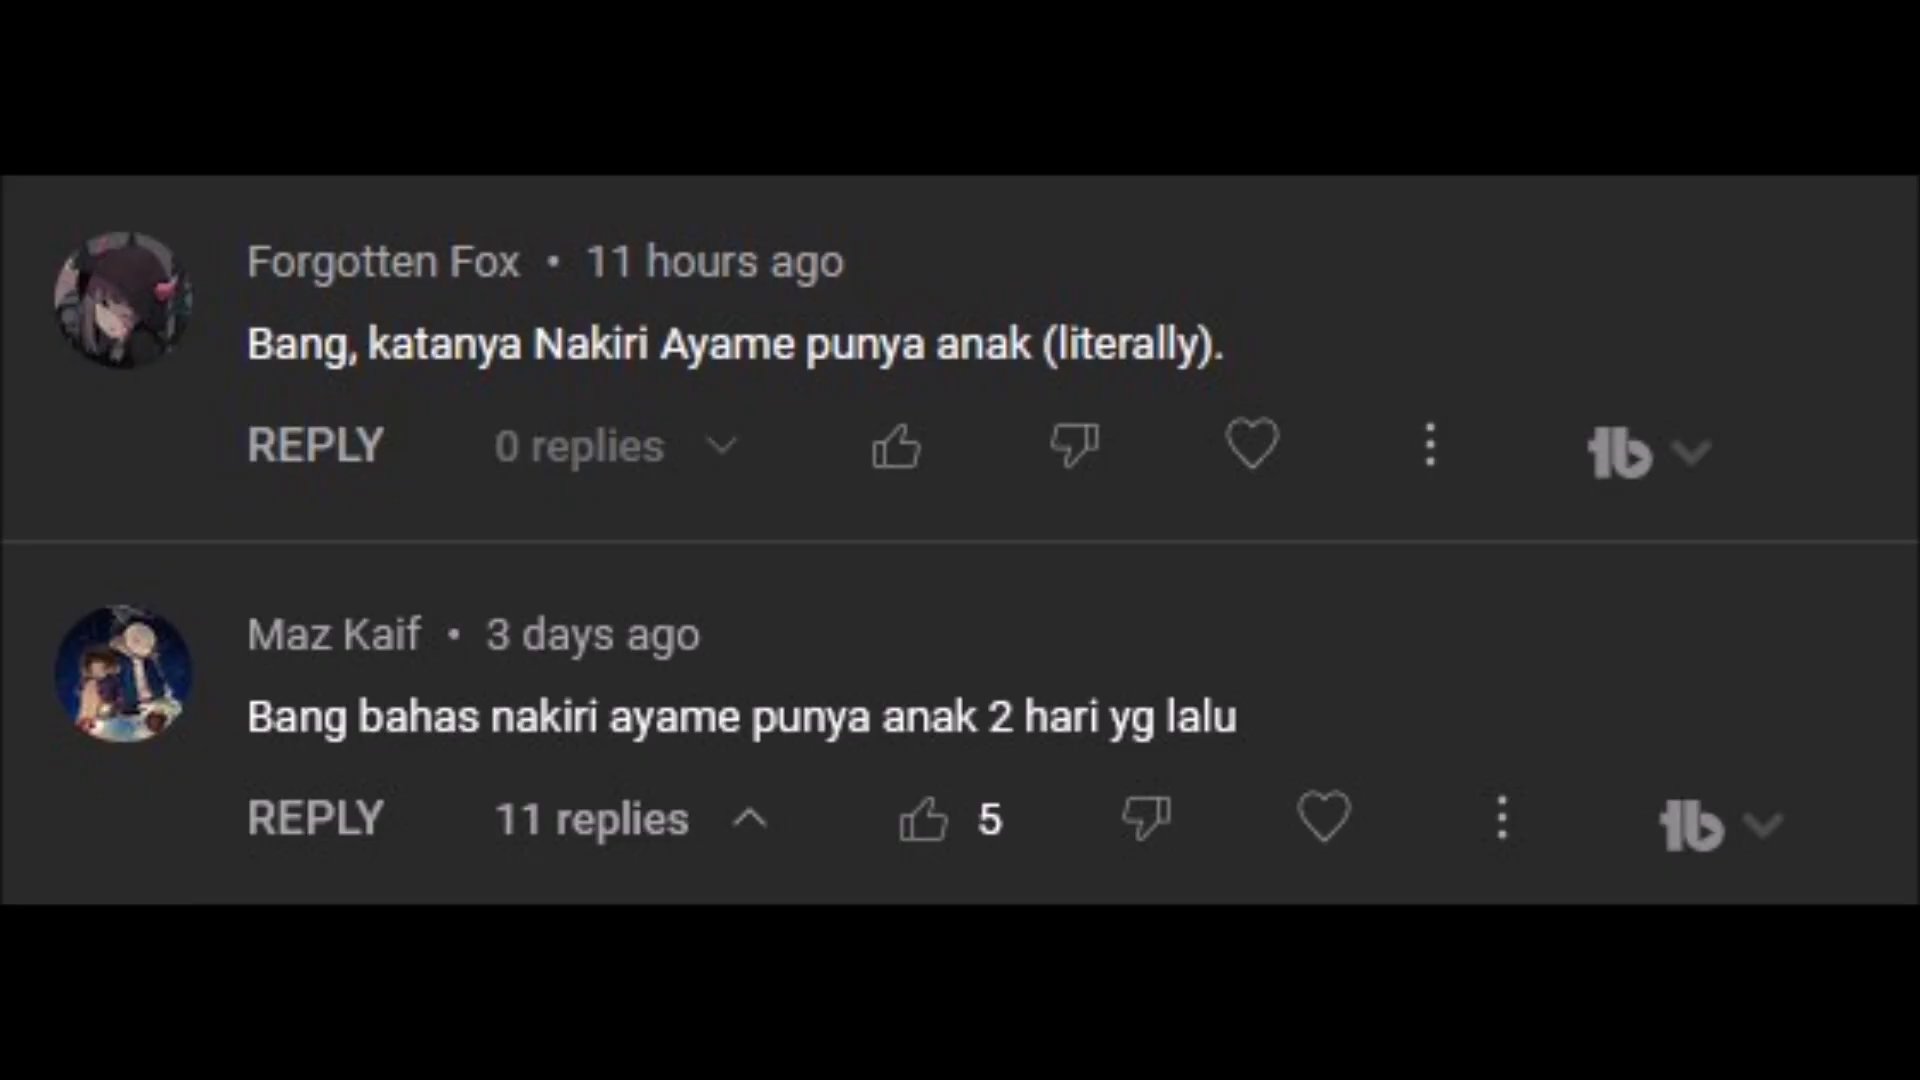 Forgotten Fox • 11 hours ago
Bang, katanya Nakiri Ayame punya anak (literally).
REPLY 0 replies
Maz Kaif • 3 days ago
Bang bahas nakiri ayame punya anak 2 hari yg lalu
REPLY 11 replies 5